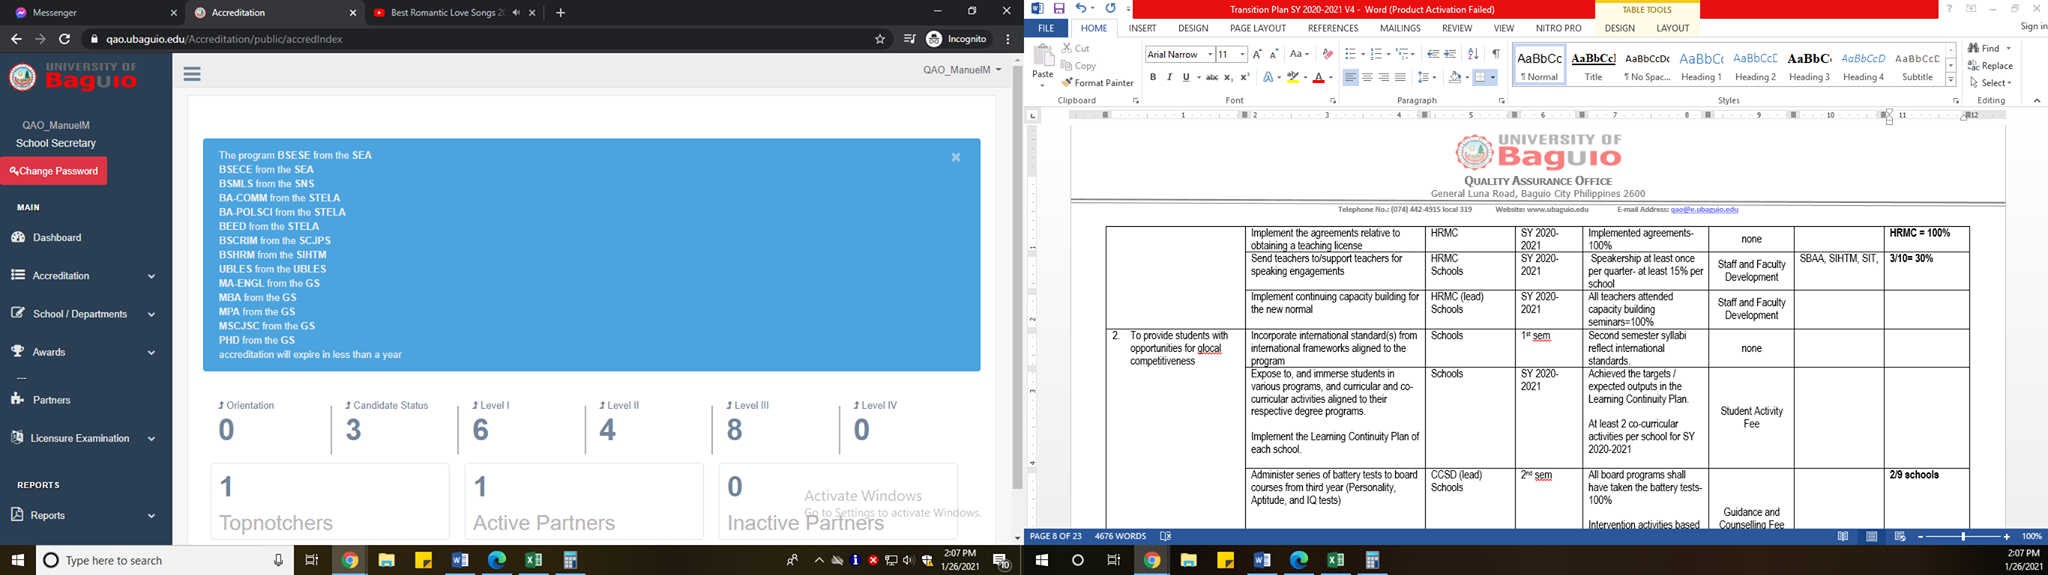 Messenger
Accreditation
Best Romantic Love Songs 20
qao.ubaguio.edu/Accreditation/public/accredIndex
Incognito
UNIVERSITY OF
Baguio
QAO_ManuelM
QAO_ManuelM
School Secretary
Change Password
MAIN
Dashboard
Accreditation
School / Departments
Awards
---
Partners
Licensure Examination
REPORTS
Reports
The program BSESE from the SEA
BSECE from the SEA
BSMLS from the SNS
BA-COMM from the STELA
BA-POLSCI from the STELA
BEED from the STELA
BSCRIM from the SCJPS
BSHRM from the SIHTM
UBLES from the UBLES
MA-ENGL from the GS
MBA from the GS
MPA from the GS
MSCJSC from the GS
PHD from the GS
accreditation will expire in less than a year
×
Orientation
0
Candidate Status
3
Level I
6
Level II
4
Level III
8
Level IV
0
1
Topnotchers
1
Active Partners
0
Inactive Partners
Activate Windows
Go to Settings to activate Windows.
Type here to search
2:07 PM
1/26/2021
10
Transition Plan SY 2020-2021 V4 - Word (Product Activation Failed)
TABLE TOOLS
FILE
HOME
INSERT
DESIGN
PAGE LAYOUT
REFERENCES
MAILINGS
REVIEW
VIEW
NITRO PRO
DESIGN
LAYOUT
Sign in
Paste
Cut
Copy
Format Painter
Clipboard
Arial Narrow
11
Font
Paragraph
AaBbCc
¶ Normal
AaBbCc
Title
AaBbCcDc
¶ No Spac...
AaBbCc
Heading 1
AaBbCcC
Heading 2
AaBbC
Heading 3
AaBbCcD
Heading 4
AaBbCcC
Subtitle
Styles
Find
Replace
Select
Editing
1 2 3 4 5 6 7 8 9 10 11 12
UNIVERSITY OF
Baguio
QUALITY ASSURANCE OFFICE
General Luna Road, Baguio City Philippines 2600
Telephone No.: (074) 442-4915 local 319 Website: www.ubaguio.edu E-mail Address: qao@e.ubaguio.edu
Implement the agreements relative to
obtaining a teaching license
HRMC
SY 2020-
2021
Implemented agreements-
100%
none
HRMC = 100%
Send teachers to/support teachers for
speaking engagements
HRMC
Schools
SY 2020-
2021
Speakership at least once
per quarter- at least 15% per
school
Staff and Faculty
Development
SBAA, SIHTM, SIT,
3/10= 30%
Implement continuing capacity building for
the new normal
HRMC (lead)
Schools
SY 2020-
2021
All teachers attended
capacity building
seminars=100%
Staff and Faculty
Development
2. To provide students with
opportunities for glocal
competitiveness
Incorporate international standard(s) from
international frameworks aligned to the
program
Schools
1st sem
Second semester syllabi
reflect international
standards.
none
Expose to, and immerse students in
various programs, and curricular and co-
curricular activities aligned to their
respective degree programs.
Implement the Learning Continuity Plan of
each school.
Schools
SY 2020-
2021
Achieved the targets /
expected outputs in the
Learning Continuity Plan.
At least 2 co-curricular
activities per school for SY
2020-2021
Student Activity
Fee
Administer series of battery tests to board
courses from third year (Personality,
Aptitude, and IQ tests)
CCSD (lead)
Schools
2nd sem
All board programs shall
have taken the battery tests-
100%
Intervention activities based
Guidance and
Counselling Fee
2/9 schools
PAGE 8 OF 23
4676 WORDS
100%
2:07 PM
1/26/2021